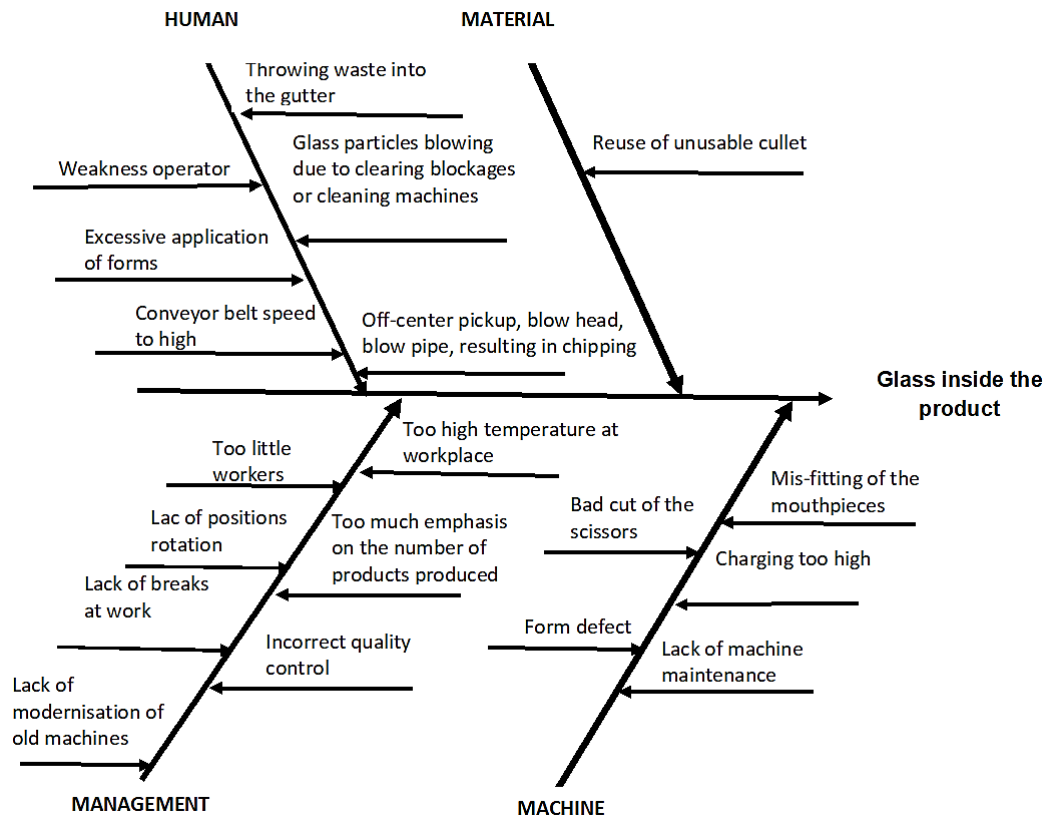 HUMAN
MATERIAL
Throwing waste into
the gutter
Glass particles blowing
due to clearing blockages
or cleaning machines
Weakness operator
Reuse of unusable cullet
Excessive application
of forms
Conveyor belt speed
to high
Off-center pickup, blow head,
blow pipe, resulting in chipping
Glass inside the
product
Too high temperature at
workplace
Too little
workers
Mis-fitting of the
mouthpieces
Bad cut of the
scissors
Lac of positions
rotation
Too much emphasis
on the number of
products produced
Charging too high
Lack of breaks
at work
Form defect
Incorrect quality
control
Lack of machine
maintenance
Lack of
modernisation of
old machines
MANAGEMENT
MACHINE